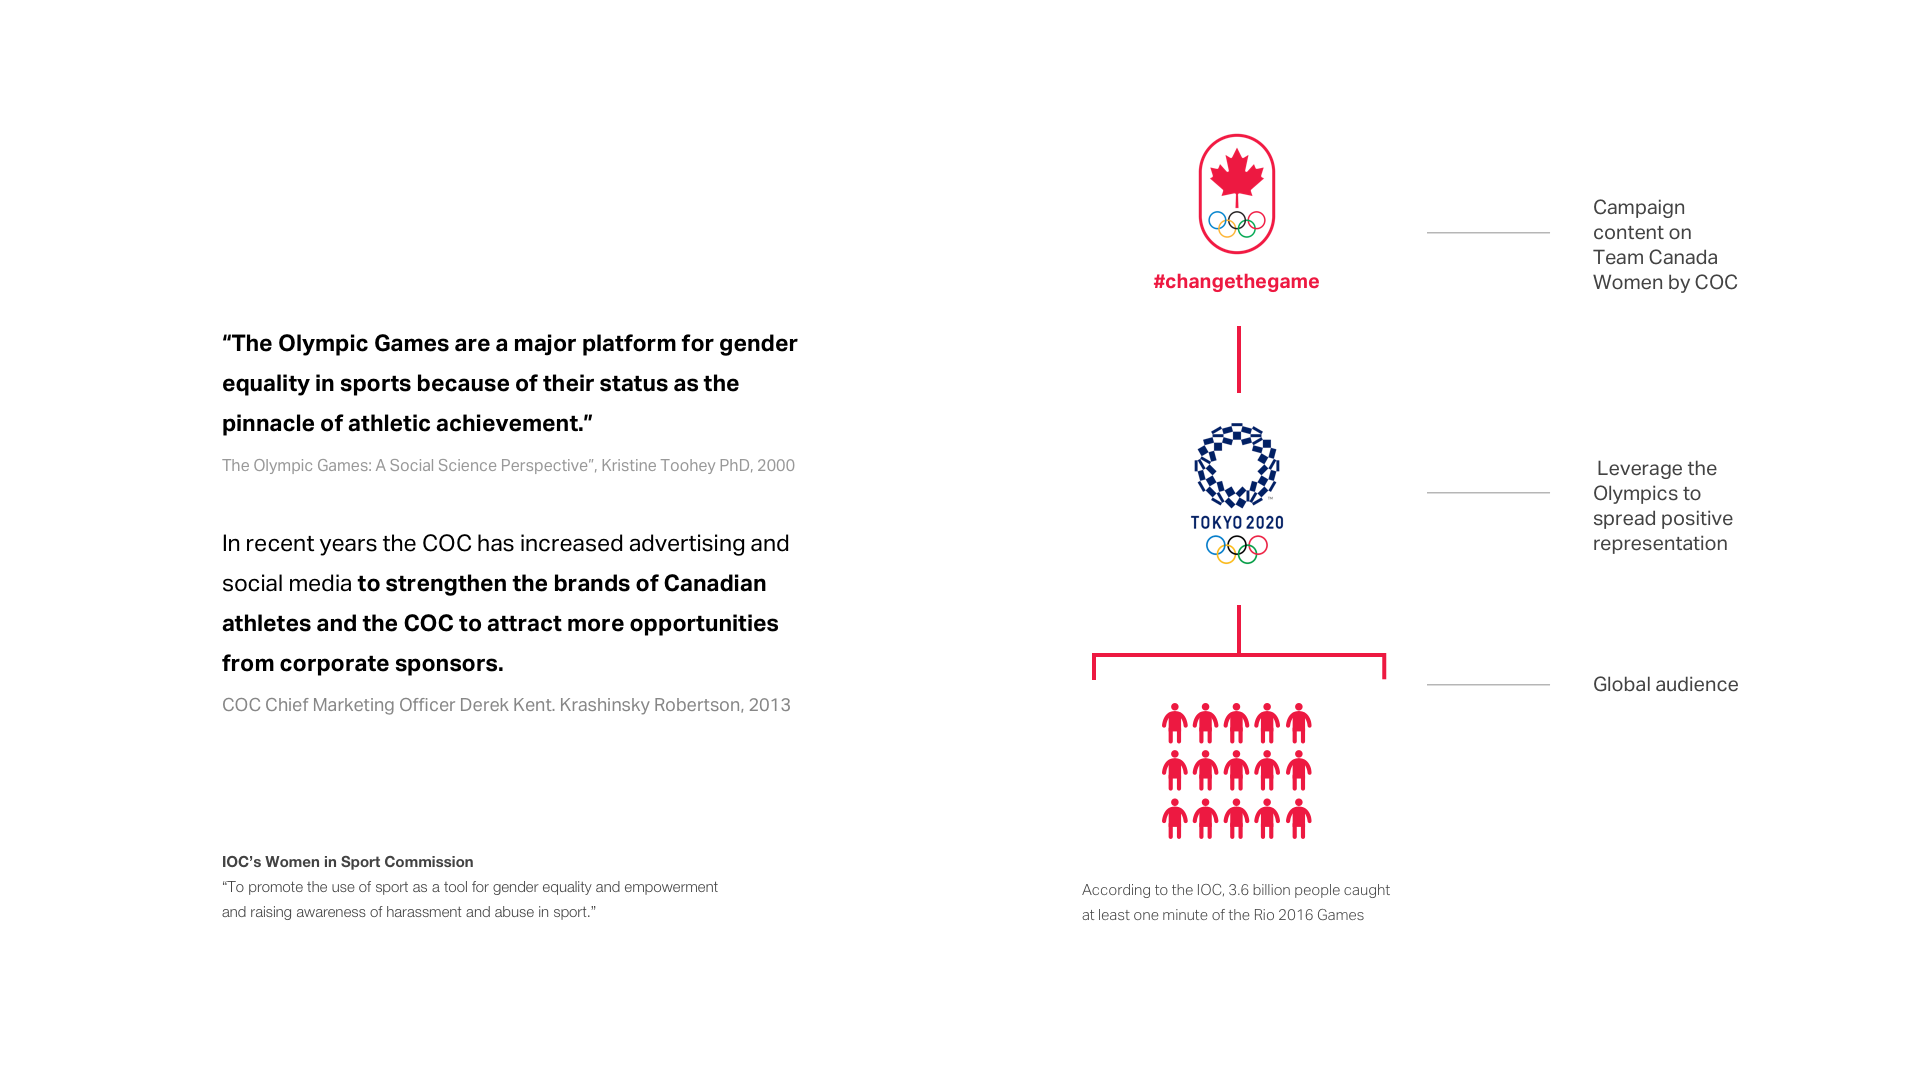 “The Olympic Games are a major platform for gender
equality in sports because of their status as the
pinnacle of athletic achievement.”
The Olympic Games: A Social Science Perspective”, Kristine Toohey PhD, 2000
In recent years the COC has increased advertising and
social media to strengthen the brands of Canadian
athletes and the COC to attract more opportunities
from corporate sponsors.
COC Chief Marketing Officer Derek Kent. Krashinsky Robertson, 2013
IOC’s Women in Sport Commission
“To promote the use of sport as a tool for gender equality and empowerment
and raising awareness of harassment and abuse in sport.”
#changethegame
Campaign
content on
Team Canada
Women by COC
TOKYO 2020
Leverage the
Olympics to
spread positive
representation
Global audience
According to the IOC, 3.6 billion people caught
at least one minute of the Rio 2016 Games